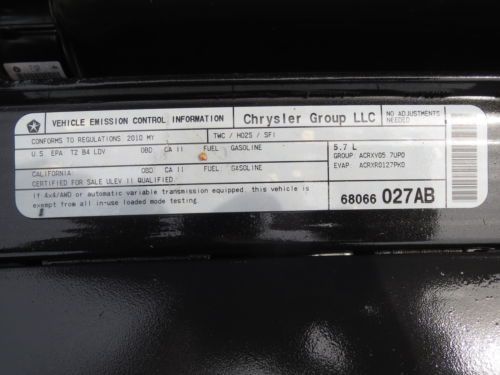 VEHICLE EMISSION CONTROL INFORMATION Chrysler Group LLC NO ADJUSTMENTS NEEDED
CONFORMS TO REGULATIONS 2010 MY TWC / HO2S / SFI
U.S. EPA T2 B4 LDV OBD CA II FUEL GASOLINE
5.7 L
GROUP ACRXV05.7UP0
EVAP ACRXR0127PK0
CALIFORNIA OBD CA II FUEL GASOLINE
CERTIFIED FOR SALE ULEV II QUALIFIED.
If 4x4/AWD or automatic variable transmission equipped, this vehicle is
exempted from all in-use loaded mode testing.
68066 027AB